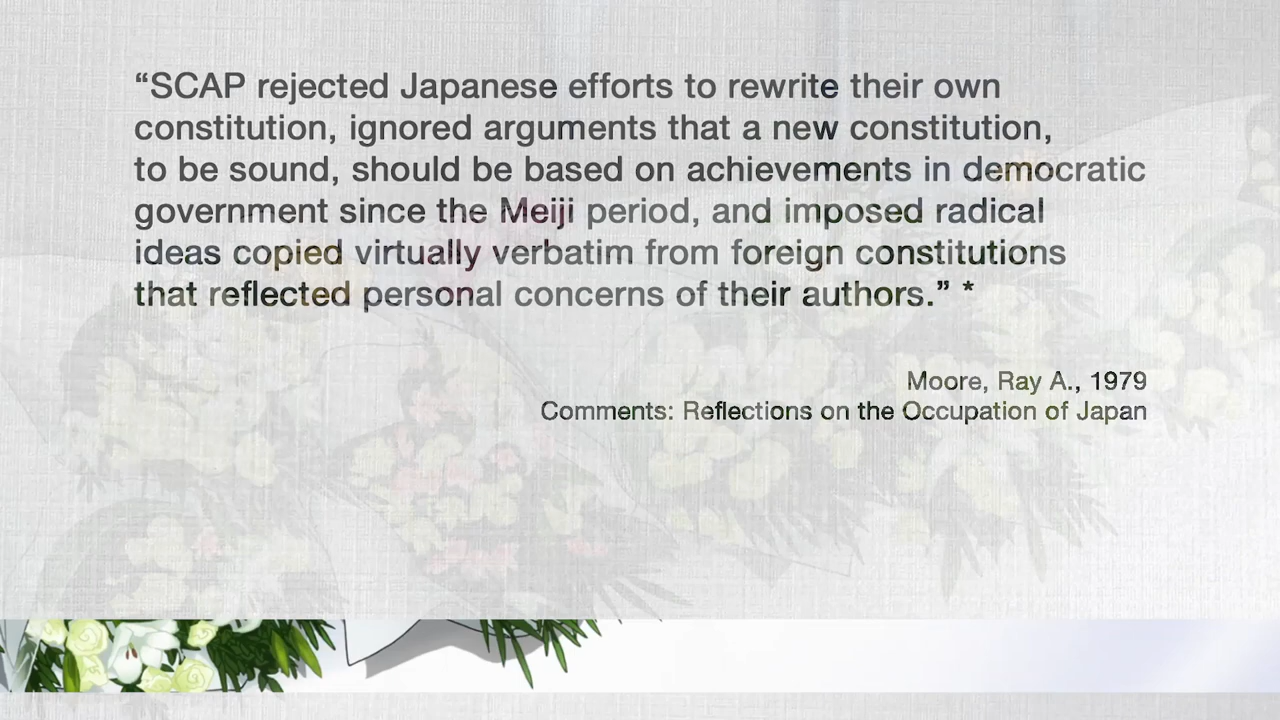 “SCAP rejected Japanese efforts to rewrite their own
constitution, ignored arguments that a new constitution,
to be sound, should be based on achievements in democratic
government since the Meiji period, and imposed radical
ideas copied virtually verbatim from foreign constitutions
that reflected personal concerns of their authors.” *
Moore, Ray A., 1979
Comments: Reflections on the Occupation of Japan